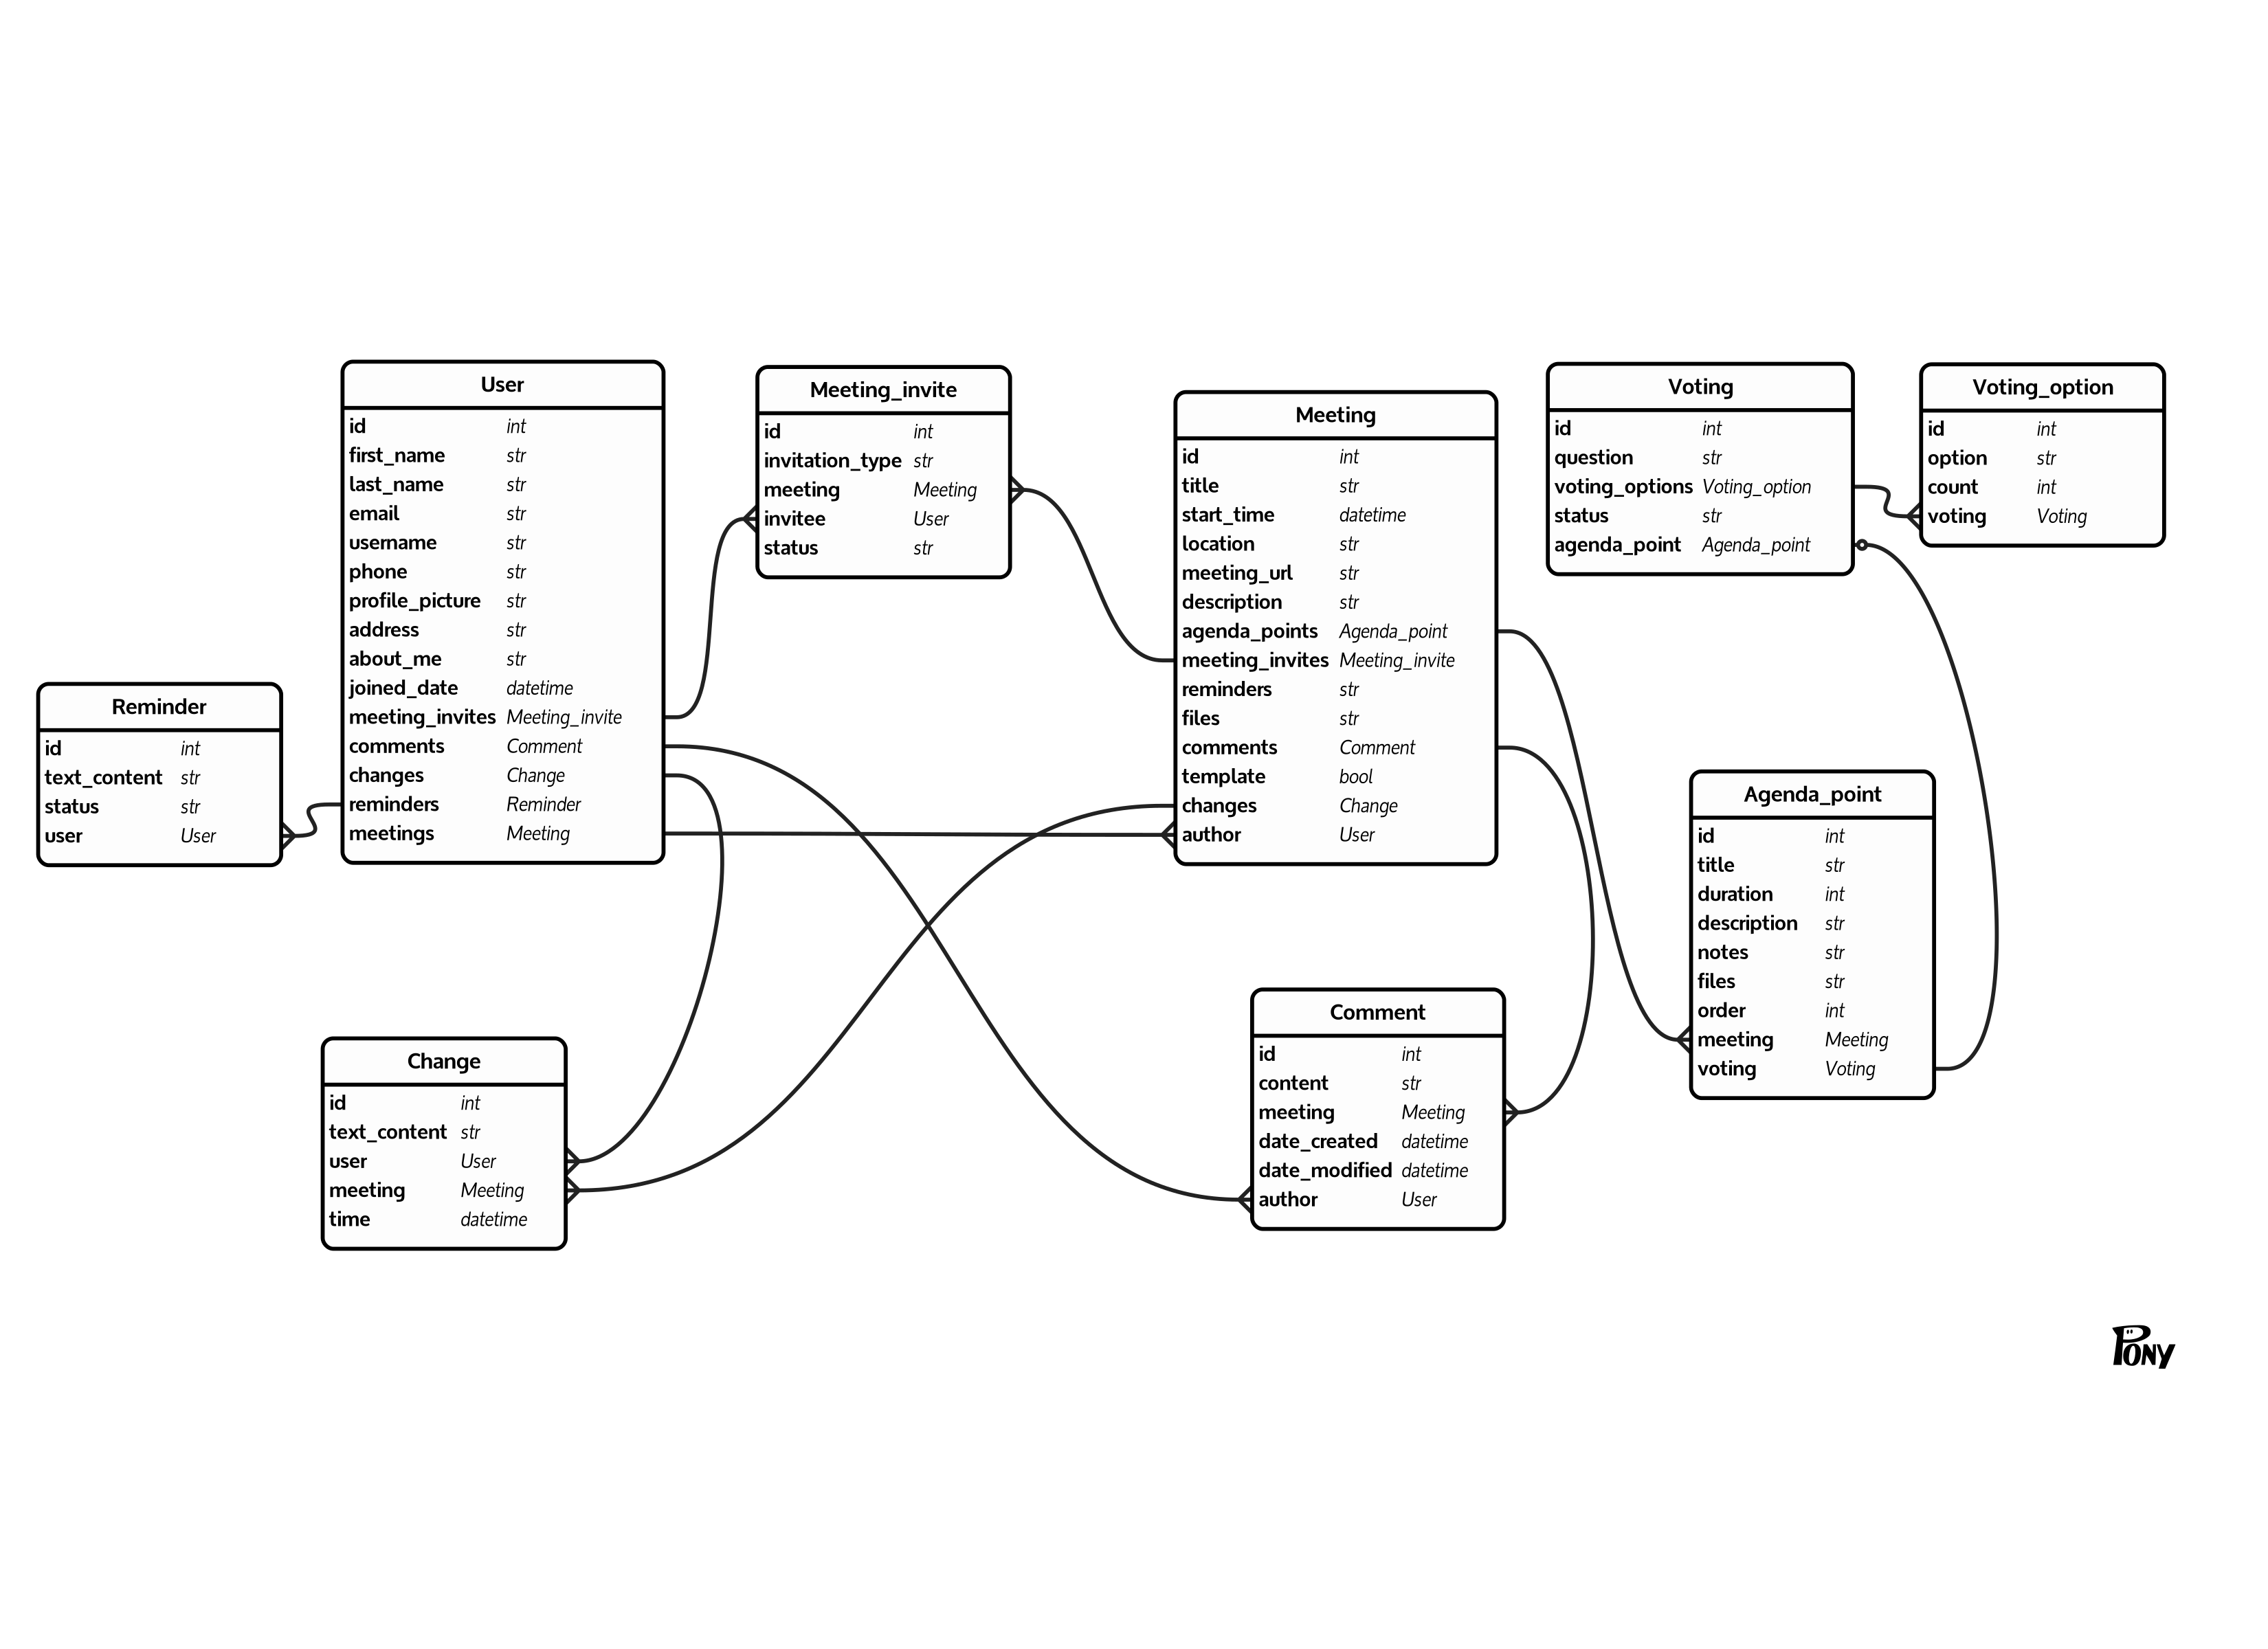 User
id int
first_name str
last_name str
email str
username str
phone str
profile_picture str
address str
about_me str
joined_date datetime
meeting_invites Meeting_invite
comments Comment
changes Change
reminders Reminder
meetings Meeting
Meeting_invite
id int
invitation_type str
meeting Meeting
invitee User
status str
Meeting
id int
title str
start_time datetime
location str
meeting_url str
description str
agenda_points Agenda_point
meeting_invites Meeting_invite
reminders str
files str
comments Comment
template bool
changes Change
author User
Voting
id int
question str
voting_options Voting_option
status str
agenda_point Agenda_point
Voting_option
id int
option str
count int
voting Voting
Reminder
id int
text_content str
status str
user User
Agenda_point
id int
title str
duration int
description str
notes str
files str
order int
meeting Meeting
voting Voting
Change
id int
text_content str
user User
meeting Meeting
time datetime
Comment
id int
content str
meeting Meeting
date_created datetime
date_modified datetime
author User
PONY